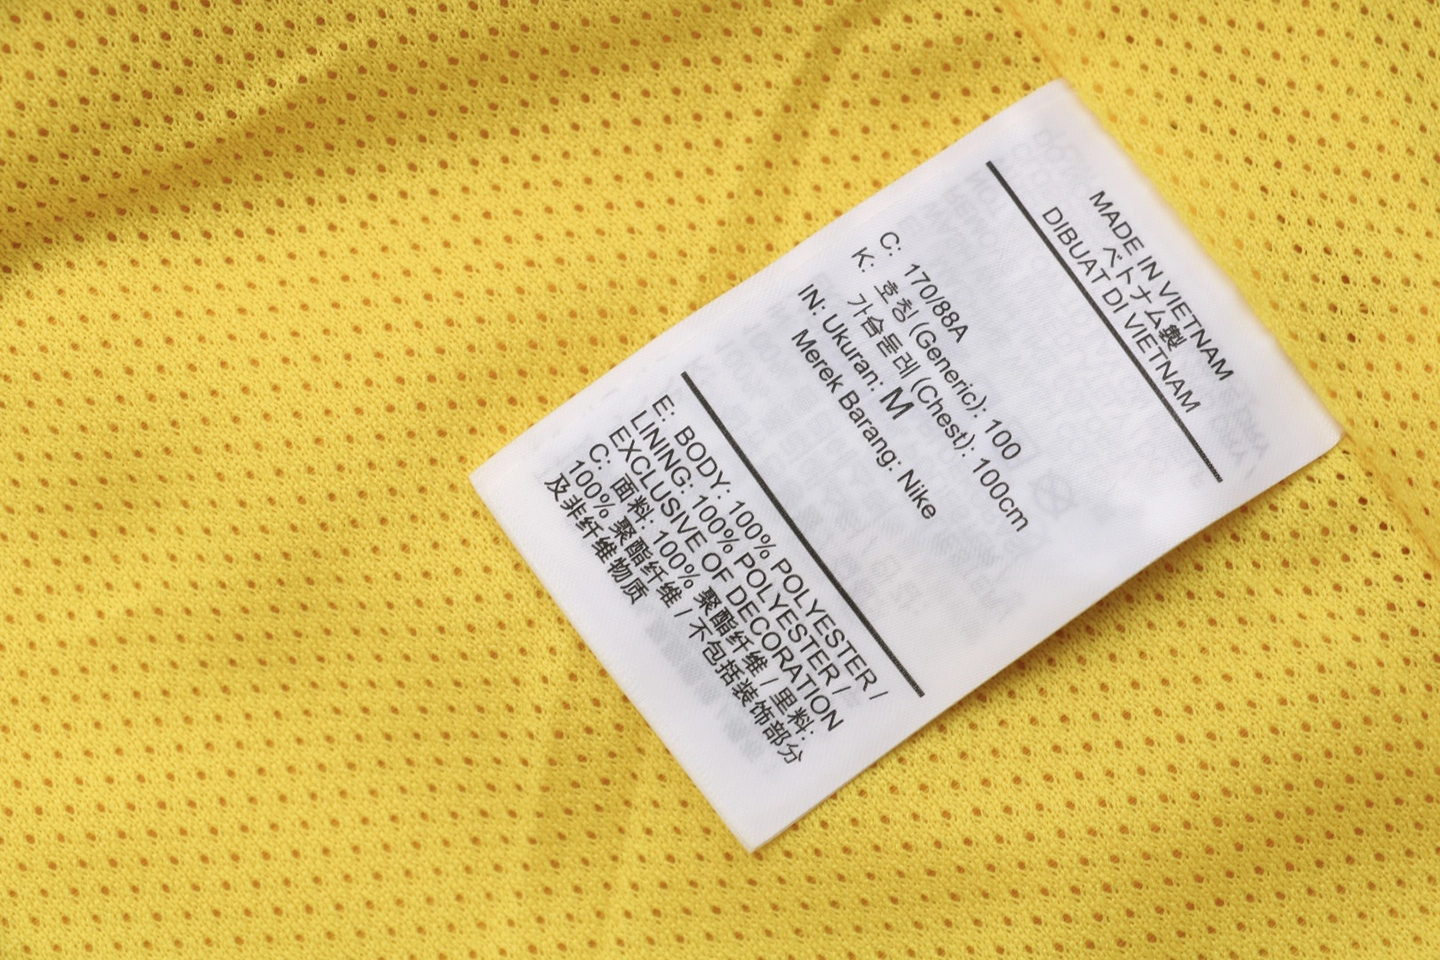 MADE IN VIETNAM
ベトナム製
DIBUAT DI VIETNAM
C: 170/88A
K: 호칭 (Generic): 100
가슴둘레 (Chest): 100cm
IN: Ukuran: M
Merek Barang: Nike
E: BODY: 100% POLYESTER /
LINING: 100% POLYESTER /
EXCLUSIVE OF DECORATION
C: 面料: 100% 聚酯纤维 / 里料:
100% 聚酯纤维 / 不包括装饰部分
及非纤维物质